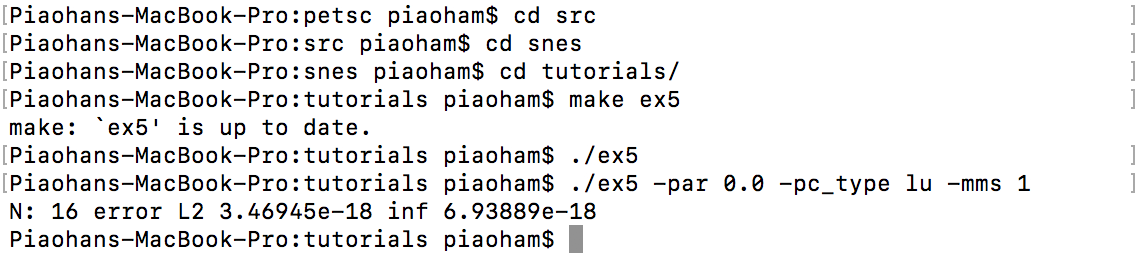 [Piaohans-MacBook-Pro:petsc piaoham$ cd src ]
[Piaohans-MacBook-Pro:src piaoham$ cd snes ]
[Piaohans-MacBook-Pro:snes piaoham$ cd tutorials/ ]
[Piaohans-MacBook-Pro:tutorials piaoham$ make ex5 ]
make: `ex5' is up to date.
[Piaohans-MacBook-Pro:tutorials piaoham$ ./ex5 ]
[Piaohans-MacBook-Pro:tutorials piaoham$ ./ex5 -par 0.0 -pc_type lu -mms 1 ]
N: 16 error L2 3.46945e-18 inf 6.93889e-18
Piaohans-MacBook-Pro:tutorials piaoham$